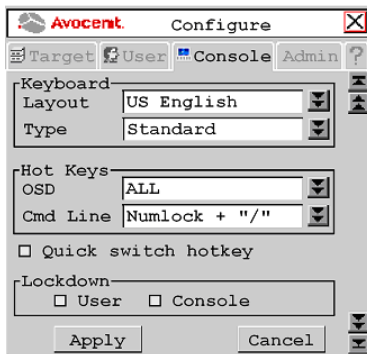 Avocent. Configure X
Target User Console Admin ?
Keyboard
Layout US English
Type Standard
Hot Keys
OSD ALL
Cmd Line Numlock + "/"
Quick switch hotkey
Lockdown
User Console
Apply Cancel